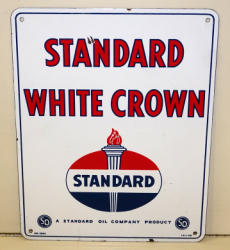 STANDARD
WHITE CROWN
STANDARD
SO A STANDARD OIL COMPANY PRODUCT SO